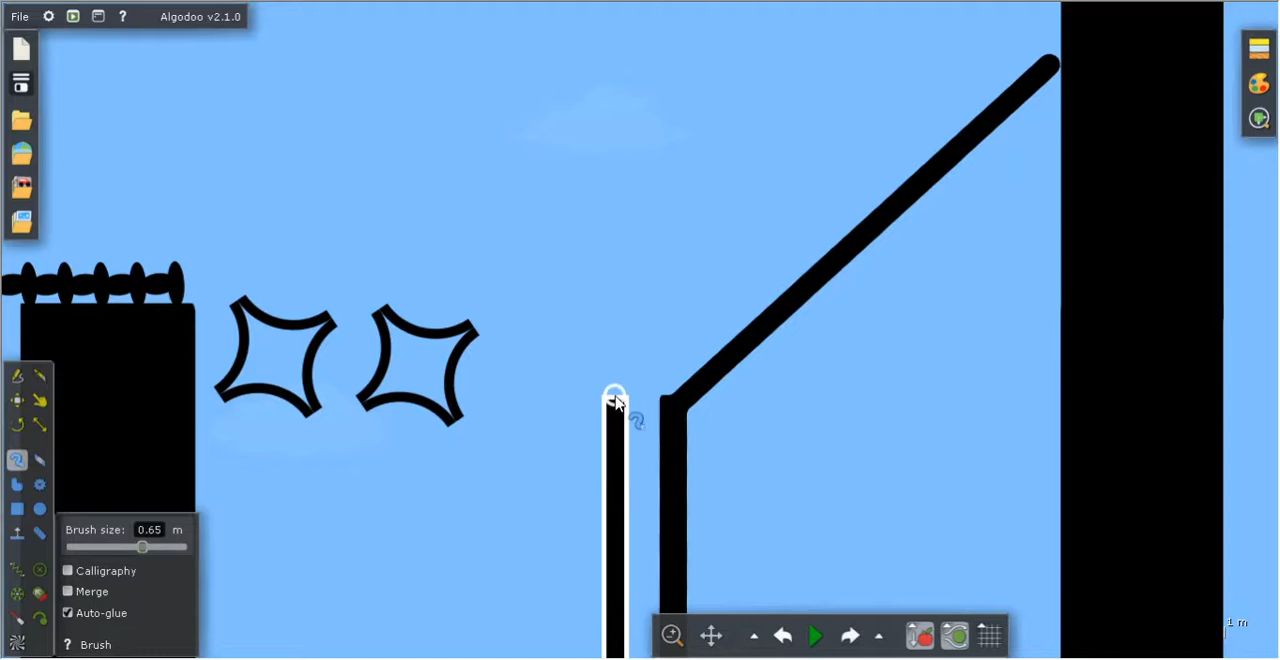 File ? Algodoo v2.1.0
Brush size: 0.65 m
Calligraphy
Merge
Auto-glue
? Brush
1 m